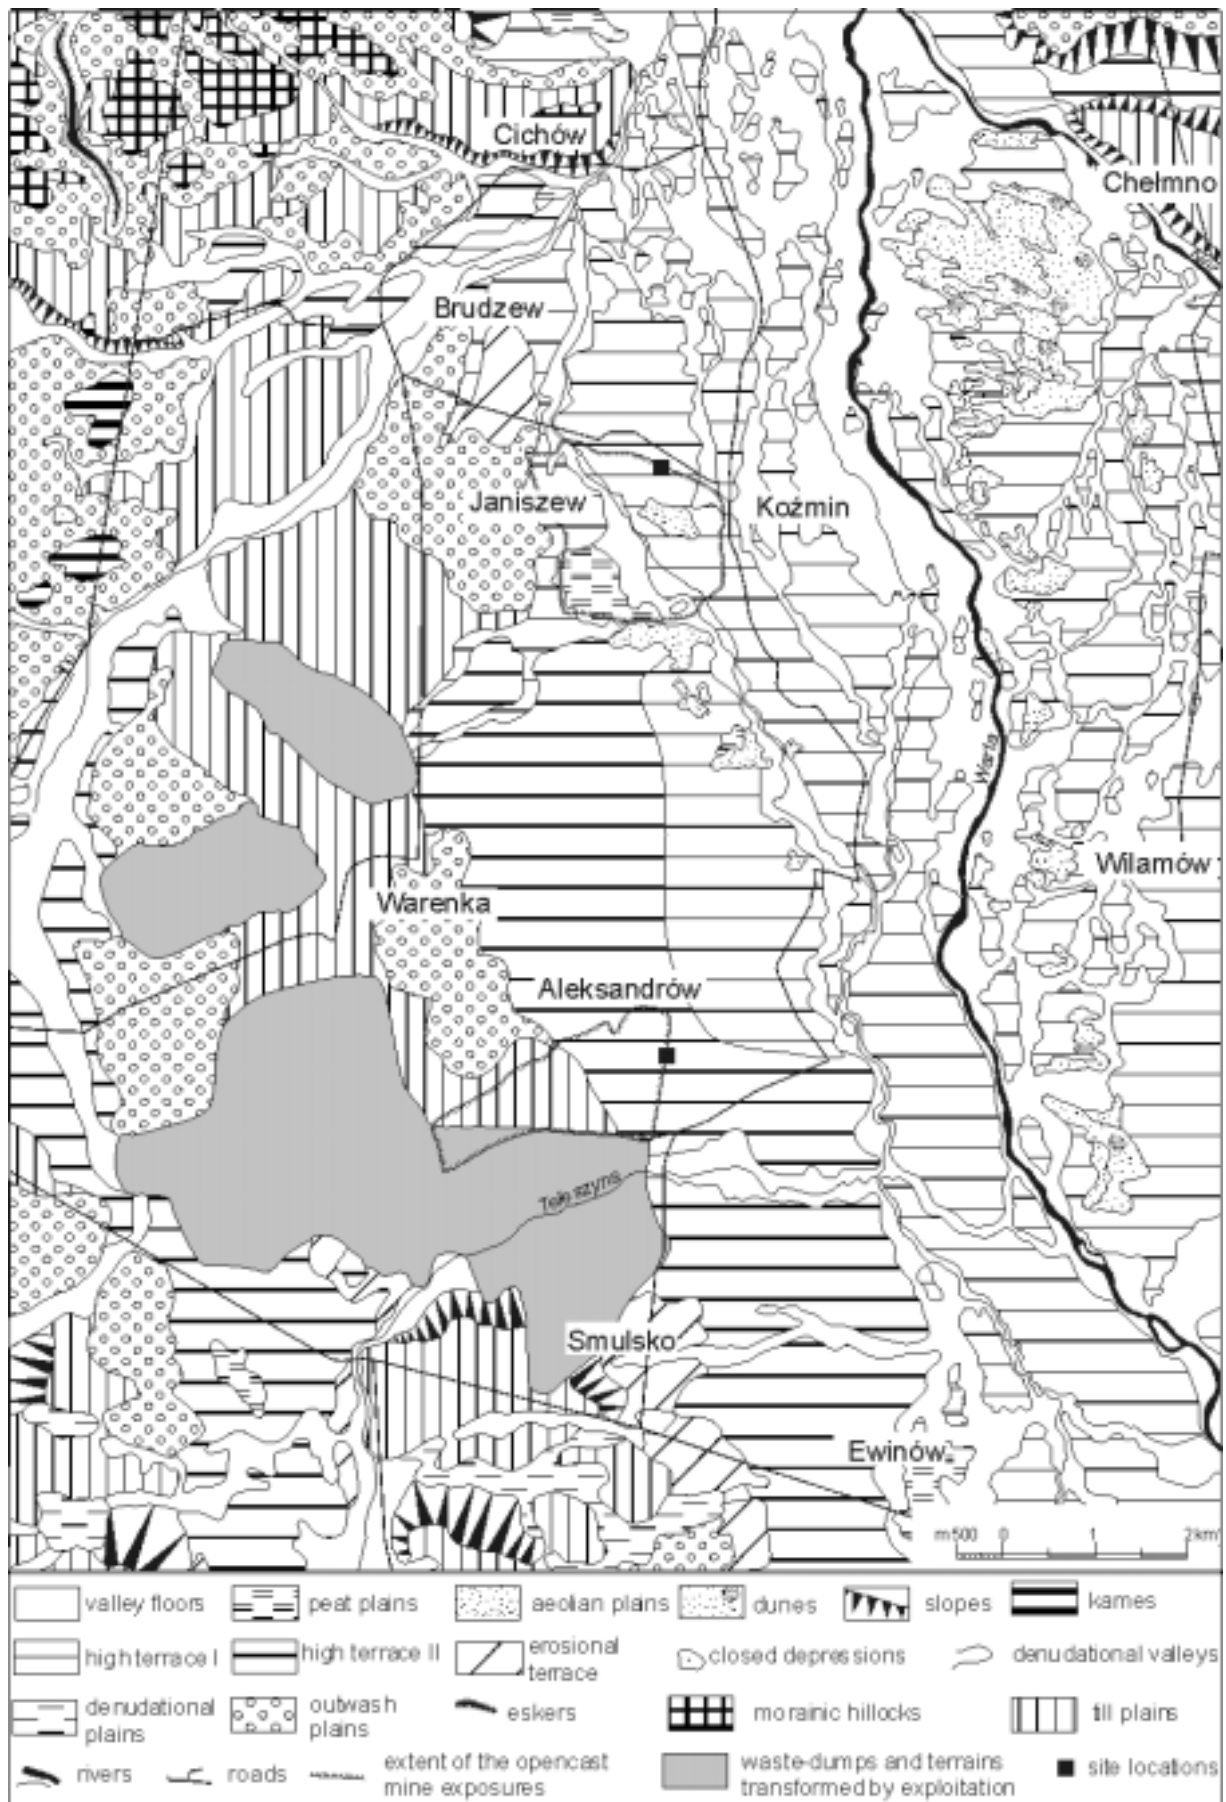 Cichów
Chełmno
Brudzew
Janiszew
Koźmin
Warta
Wilamów
Warenka
Aleksandrów
Smulsko
Ewinów
m 500 0 1 2 km
valley floors
peat plains
aeolian plains
dunes
slopes
kames
high terrace I
high terrace II
erosional
terrace
closed depressions
denudational valleys
denudational
plains
outwash
plains
eskers
morainic hillocks
till plains
rivers
roads
extent of the opencast
mine exposures
waste-dumps and terrains
transformed by exploitation
site locations